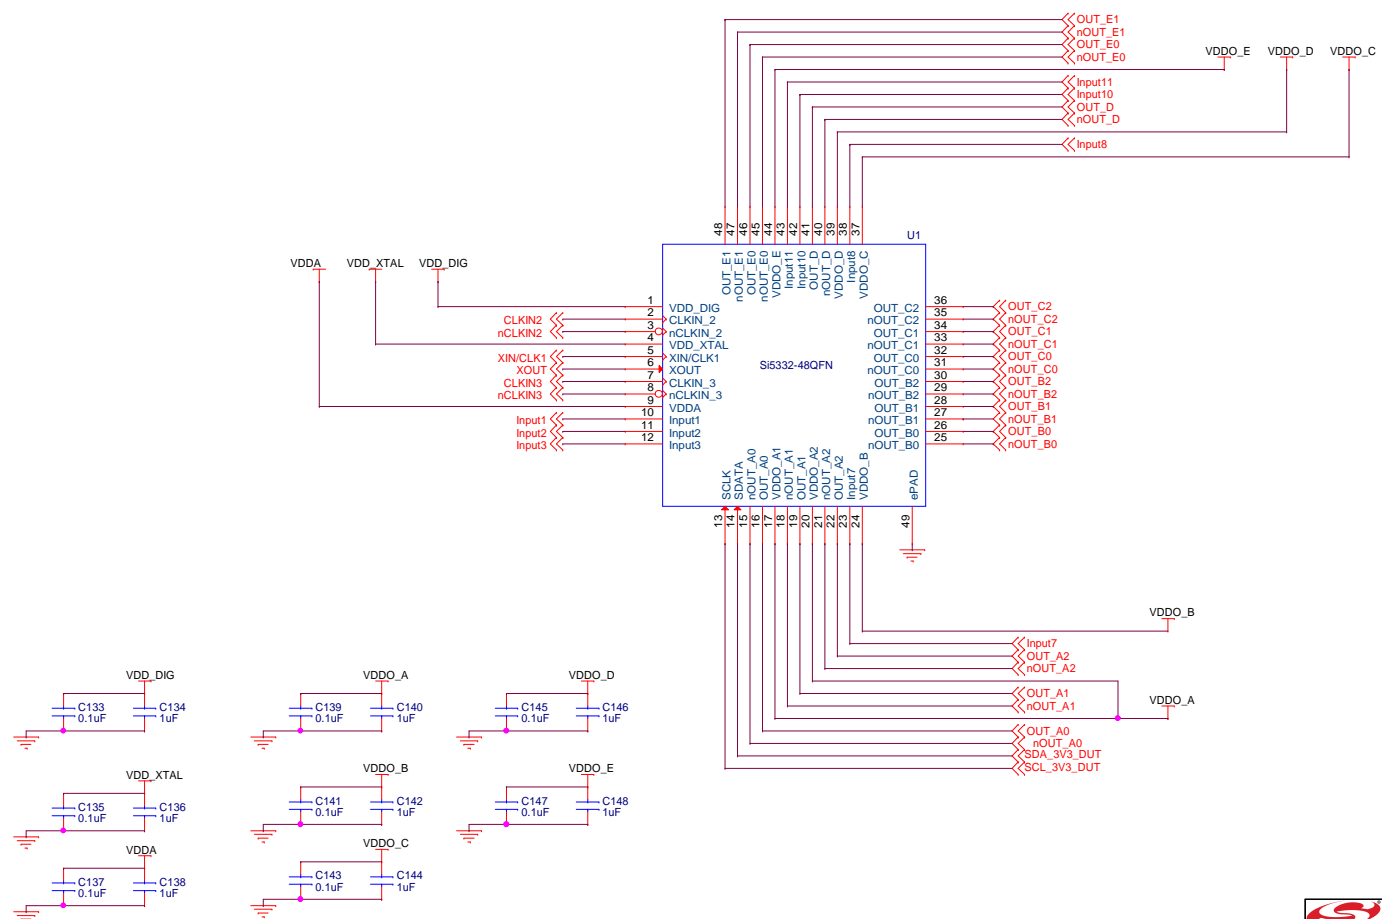 OUT_E1
nOUT_E1
OUT_E0
nOUT_E0
VDDO_E
VDDO_D
VDDO_C
Input11
Input10
OUT_D
nOUT_D
Input8
48
47
46
45
44
43
42
41
40
39
38
37
U1
OUT_E1
nOUT_E1
OUT_E0
nOUT_E0
VDDO_E
Input11
Input10
OUT_D
nOUT_D
VDDO_D
Input8
VDDO_C
VDDA
VDD_XTAL
VDD_DIG
1 VDD_DIG
CLKIN2 2 CLKIN_2
nCLKIN2 3 nCLKIN_2
4 VDD_XTAL
XIN/CLK1 5 XIN/CLK1
XOUT 6 XOUT
CLKIN3 7 CLKIN_3
nCLKIN3 8 nCLKIN_3
9 VDDA
Input1 10 Input1
Input2 11 Input2
Input3 12 Input3
Si5332-48QFN
OUT_C2 36 OUT_C2
nOUT_C2 35 nOUT_C2
OUT_C1 34 OUT_C1
nOUT_C1 33 nOUT_C1
OUT_C0 32 OUT_C0
nOUT_C0 31 nOUT_C0
OUT_B2 30 OUT_B2
nOUT_B2 29 nOUT_B2
OUT_B1 28 OUT_B1
nOUT_B1 27 nOUT_B1
OUT_B0 26 OUT_B0
nOUT_B0 25 nOUT_B0
SCLK
SDATA
nOUT_A0
OUT_A0
VDDO_A1
nOUT_A1
OUT_A1
VDDO_A2
nOUT_A2
OUT_A2
Input7
VDDO_B
ePAD
13
14
15
16
17
18
19
20
21
22
23
24
49
VDDO_B
Input7
OUT_A2
nOUT_A2
OUT_A1
nOUT_A1
VDDO_A
OUT_A0
nOUT_A0
SDA_3V3_DUT
SCL_3V3_DUT
VDD_DIG
C133
0.1uF
C134
1uF
VDDO_A
C139
0.1uF
C140
1uF
VDDO_D
C145
0.1uF
C146
1uF
VDD_XTAL
C135
0.1uF
C136
1uF
VDDO_B
C141
0.1uF
C142
1uF
VDDO_E
C147
0.1uF
C148
1uF
VDDA
C137
0.1uF
C138
1uF
VDDO_C
C143
0.1uF
C144
1uF